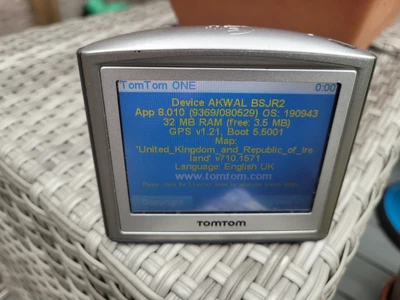 TomTom ONE 0:00
Device AKWAL BSJR2
App 8.010 (9369/080529) OS: 190943
32 MB RAM (free: 3.5 MB)
GPS v1.21, Boot 5.5001
Map:
'United_Kingdom_and_Republic_of_Ire
land' v710.1571
Language: English UK
www.tomtom.com
Copyright
TOMTOM